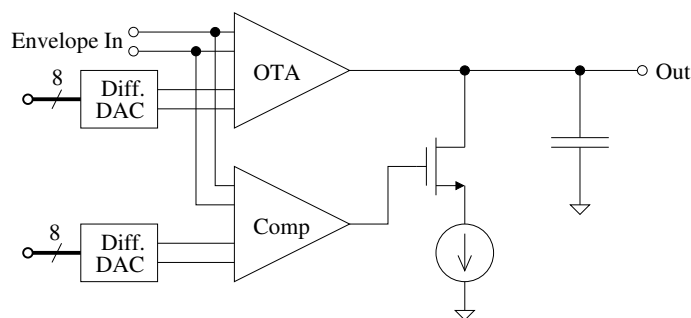 Envelope In
OTA
Out
8
Diff.
DAC
Comp
8
Diff.
DAC